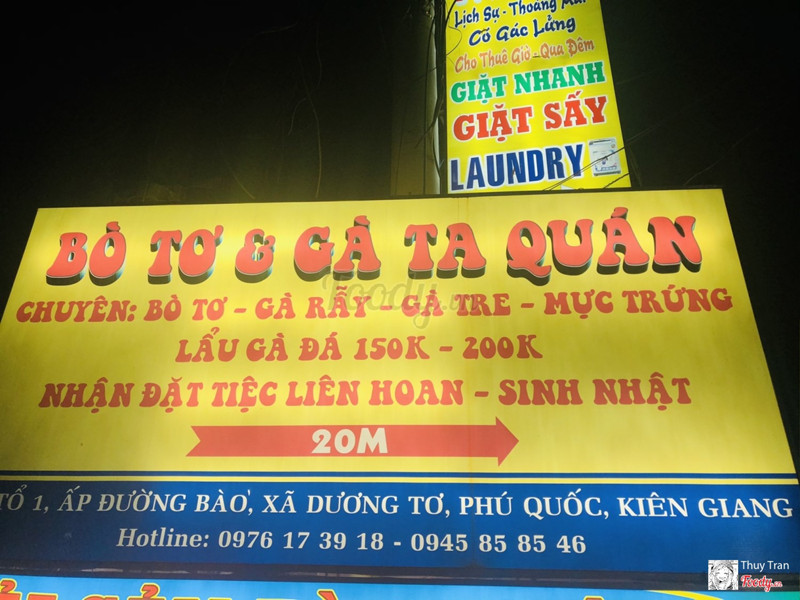 Lịch Sự - Thoáng Mát
Có Gác Lửng
Cho Thuê Giờ - Qua Đêm
GIẶT NHANH
GIẶT SẤY
LAUNDRY
BÒ TƠ & GÀ TA QUÁN
CHUYÊN: BÒ TƠ - GÀ RẪY - GÀ TRE - MỰC TRỨNG
LẨU GÀ ĐÁ 150K - 200K
NHẬN ĐẶT TIỆC LIÊN HOAN - SINH NHẬT
20M
TỔ 1, ẤP ĐƯỜNG BÀO, XÃ DƯƠNG TƠ, PHÚ QUỐC, KIÊN GIANG
Hotline: 0976 17 39 18 - 0945 85 85 46
Foody.vn
Thuy Tran
Foody.vn